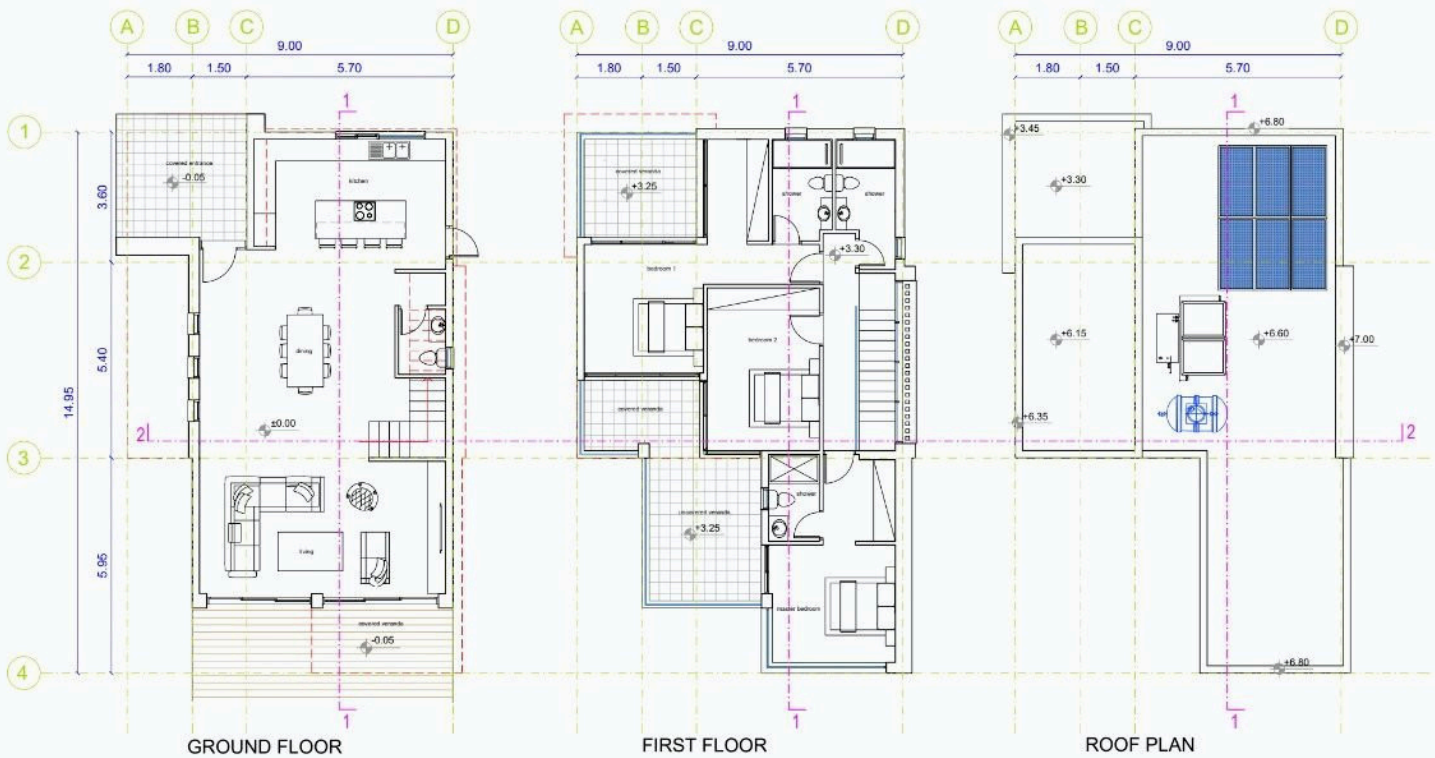 A B C D
9.00
1.80 1.50 5.70
1
1
covered entrance
-0.05
kitchen
3.60
2
dining
5.40
14.95
±0.00
2 
3
living
5.95
covered veranda
-0.05
4
1
GROUND FLOOR
A B C D
9.00
1.80 1.50 5.70
1
covered veranda
+3.25
shower
shower
+3.30
bedroom 1
bedroom 2
covered veranda
shower
uncovered veranda
+3.25
master bedroom
1
FIRST FLOOR
A B C D
9.00
1.80 1.50 5.70
1
+3.45
+6.80
+3.30
+6.15
+6.60
+7.00
+6.35
2
+6.80
1
ROOF PLAN